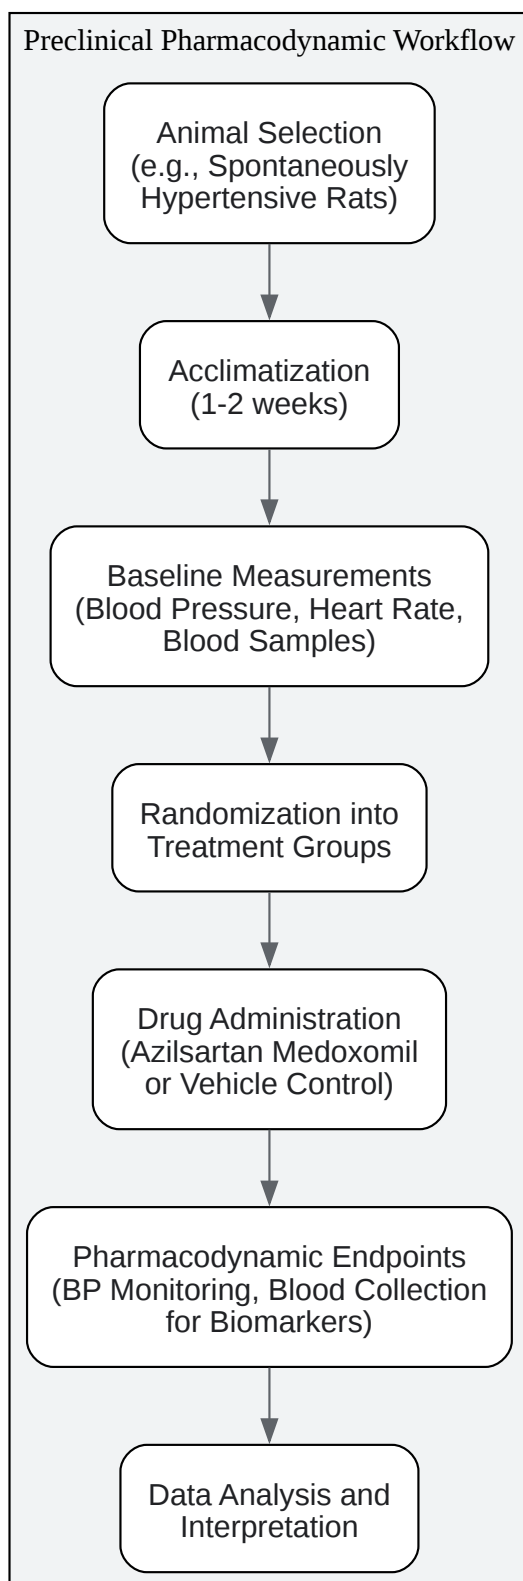 Preclinical Pharmacodynamic Workflow
Animal Selection
(e.g., Spontaneously
Hypertensive Rats)
Acclimatization
(1-2 weeks)
Baseline Measurements
(Blood Pressure, Heart Rate,
Blood Samples)
Randomization into
Treatment Groups
Drug Administration
(Azilsartan Medoxomil
or Vehicle Control)
Pharmacodynamic Endpoints
(BP Monitoring, Blood Collection
for Biomarkers)
Data Analysis and
Interpretation